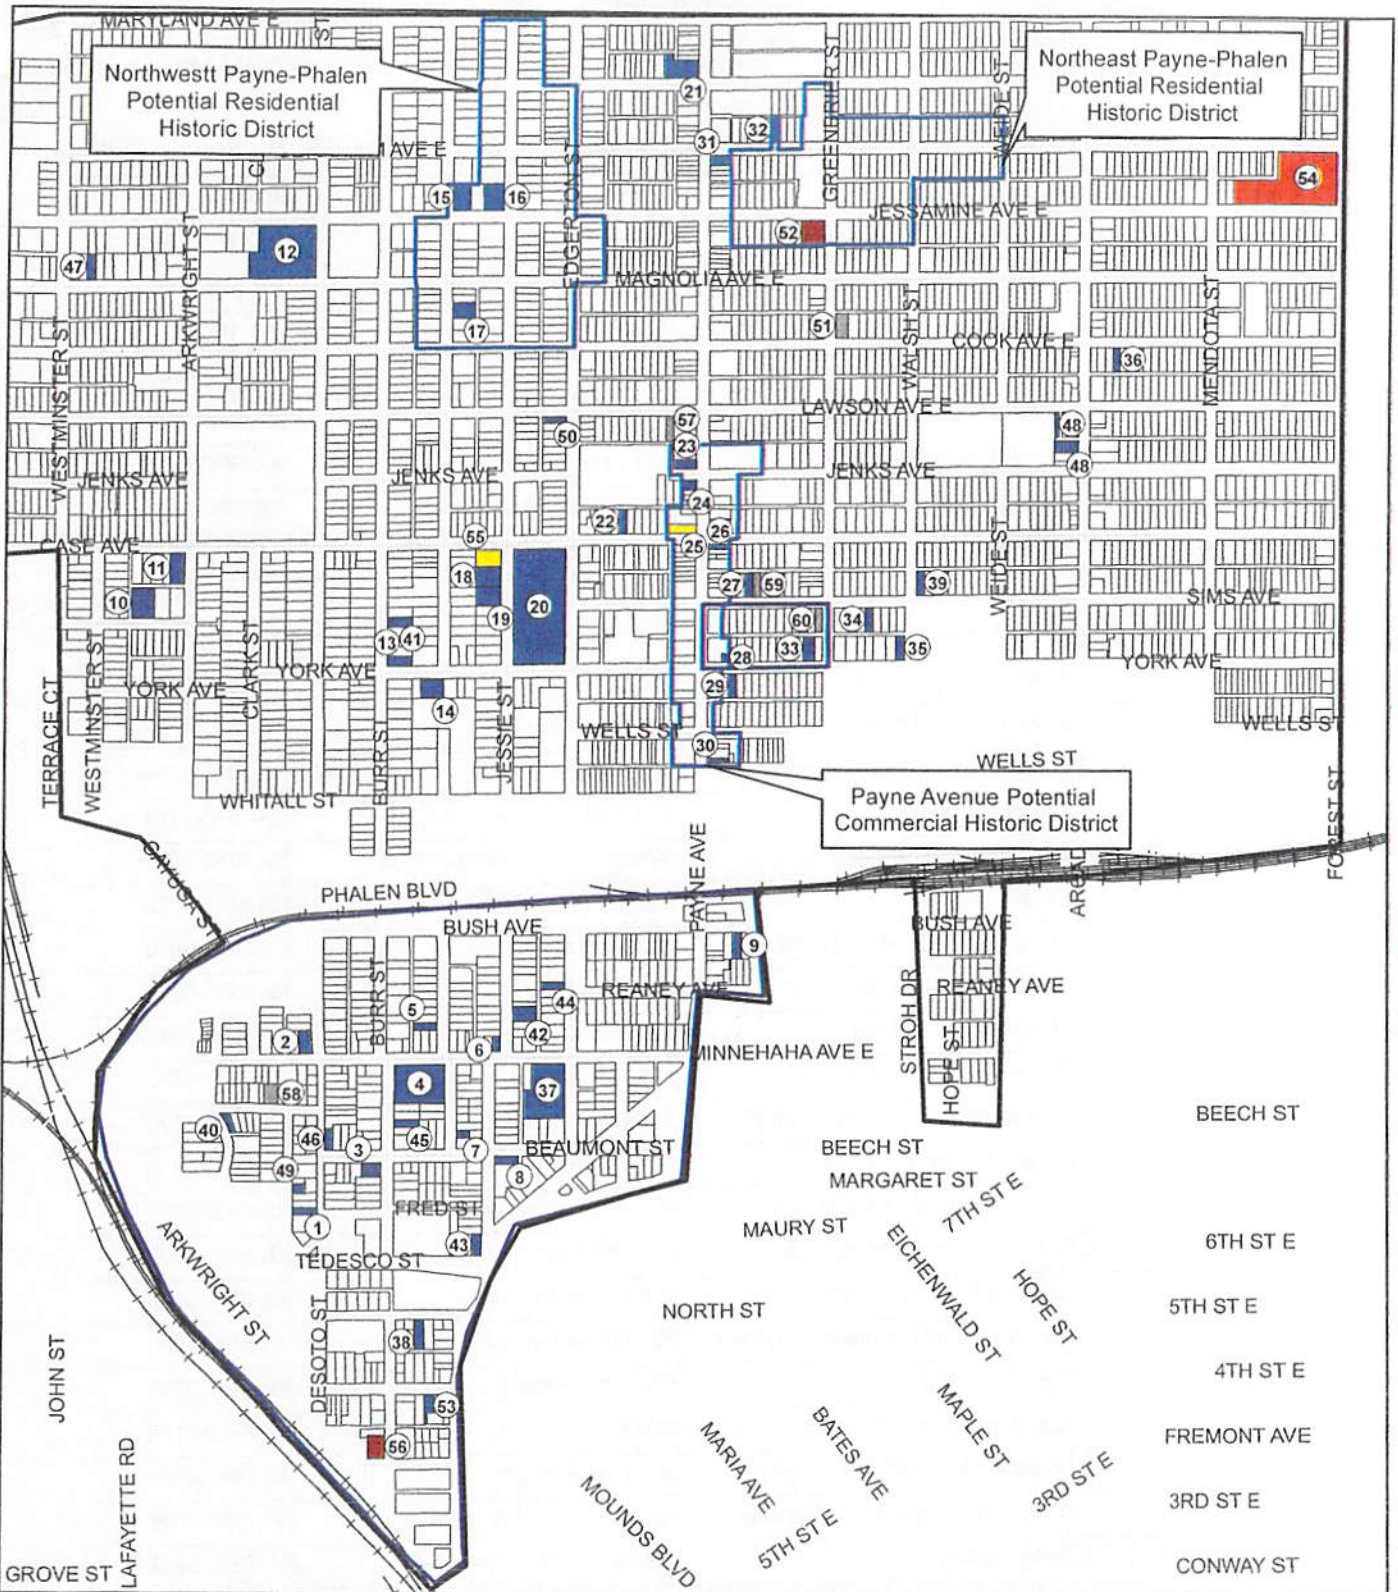 MARYLAND AVE E
ST
Northwestt Payne-Phalen
Potential Residential
Historic District
Northeast Payne-Phalen
Potential Residential
Historic District
21
32
31
GREENBRIER ST
WEIDE ST
AVE E
EDGERTON ST
54
15
16
JESSAMINE AVE E
52
ARKWRIGHT ST
12
47
MAGNOLIA AVE E
17
51
WALSH ST
COOK AVE E
36
MENDOTA ST
WESTMINSTER ST
LAWSON AVE E
57
50
23
48
48
JENKS AVE
JENKS AVE
JENKS AVE
24
22
26
25
CASE AVE
55
11
18
20
27
59
39
WEIDE ST
SIMS AVE
10
19
60
34
13
41
33
35
28
YORK AVE
YORK AVE
YORK AVE
CLARK ST
29
14
TERRACE CT
WESTMINSTER ST
BURR ST
JESSIE ST
WELLS ST
WELLS ST
WELLS ST
30
WHITALL ST
Payne Avenue Potential
Commercial Historic District
FOREST ST
CAYUGA ST
PAYNE AVE
PHALEN BLVD
BUSH AVE
BUSH AVE
9
BURR ST
REANEY AVE
REANEY AVE
44
5
42
2
6
STROH DR
HOPE ST
MINNEHAHA AVE E
4
37
58
40
46
3
45
7
BEAUMONT ST
BEECH ST
BEECH ST
49
8
MARGARET ST
1
FRED ST
7TH ST E
43
MAURY ST
TEDESCO ST
6TH ST E
ARKWRIGHT ST
EICHENWALD ST
HOPE ST
NORTH ST
5TH ST E
38
DESOTO ST
JOHN ST
4TH ST E
53
56
MAPLE ST
BATES AVE
MARIA AVE
FREMONT AVE
LAFAYETTE RD
3RD ST E
3RD ST E
MOUNDS BLVD
5TH ST E
GROVE ST
CONWAY ST